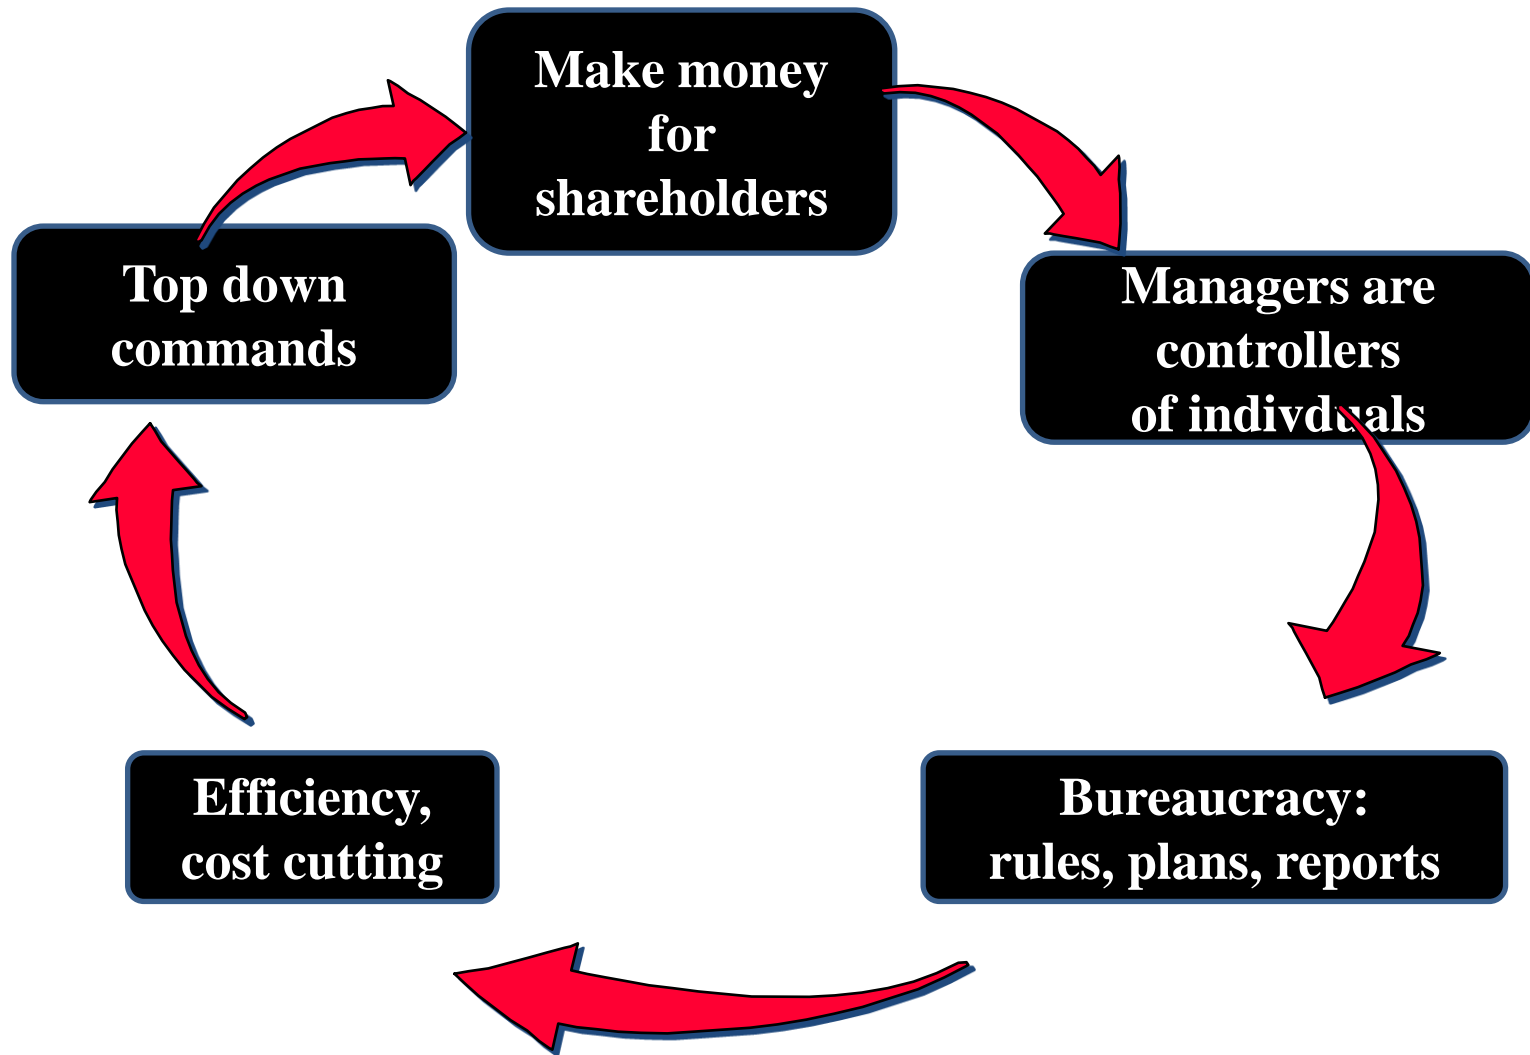 Make money
for
shareholders
Top down
commands
Managers are
controllers
of indivduals
Efficiency,
cost cutting
Bureaucracy:
rules, plans, reports